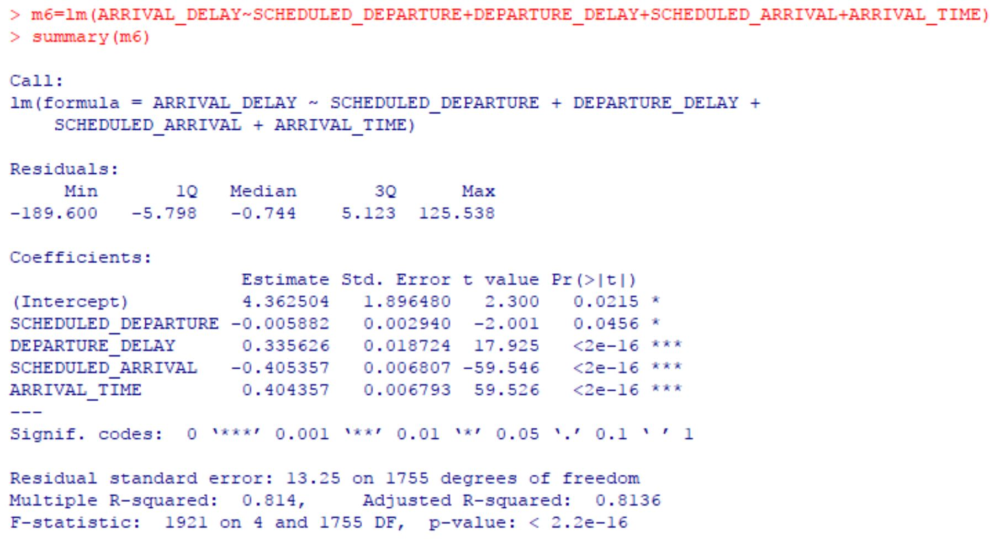 > m6=lm(ARRIVAL_DELAY~SCHEDULED_DEPARTURE+DEPARTURE_DELAY+SCHEDULED_ARRIVAL+ARRIVAL_TIME)
> summary(m6)
Call:
lm(formula = ARRIVAL_DELAY ~ SCHEDULED_DEPARTURE + DEPARTURE_DELAY +
    SCHEDULED_ARRIVAL + ARRIVAL_TIME)
Residuals:
     Min       1Q   Median       3Q      Max
-189.600   -5.798   -0.744    5.123  125.538
Coefficients:
                     Estimate Std. Error t value Pr(>|t|)
(Intercept)          4.362504   1.896480   2.300   0.0215 *
SCHEDULED_DEPARTURE -0.005882   0.002940  -2.001   0.0456 *
DEPARTURE_DELAY      0.335626   0.018724  17.925   <2e-16 ***
SCHEDULED_ARRIVAL   -0.405357   0.006807 -59.546   <2e-16 ***
ARRIVAL_TIME         0.404357   0.006793  59.526   <2e-16 ***
---
Signif. codes:  0 ‘***’ 0.001 ‘**’ 0.01 ‘*’ 0.05 ‘.’ 0.1 ‘ ’ 1
Residual standard error: 13.25 on 1755 degrees of freedom
Multiple R-squared:  0.814,     Adjusted R-squared:  0.8136
F-statistic:  1921 on 4 and 1755 DF,  p-value: < 2.2e-16